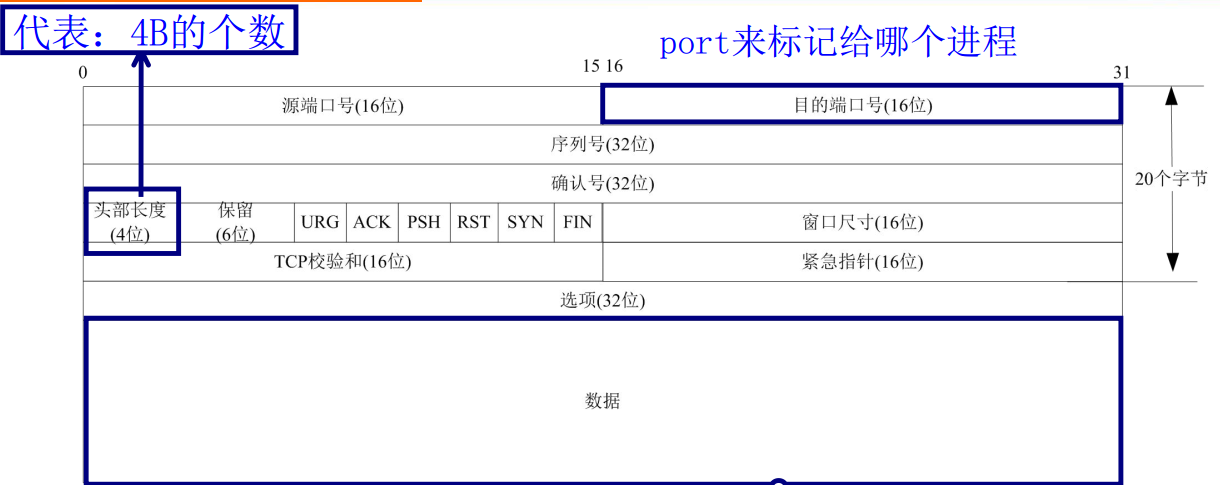 代表：4B的个数
port来标记给哪个进程
0 15 16 31
源端口号(16位) 目的端口号(16位)
序列号(32位)
确认号(32位)
20个字节
头部长度 (4位) 保留 (6位) URG ACK PSH RST SYN FIN 窗口尺寸(16位)
TCP校验和(16位) 紧急指针(16位)
选项(32位)
数据